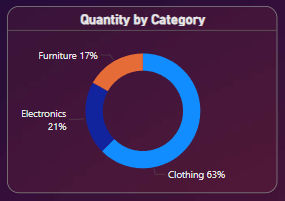 Quantity by Category
Furniture 17%
Electronics
21%
Clothing 63%